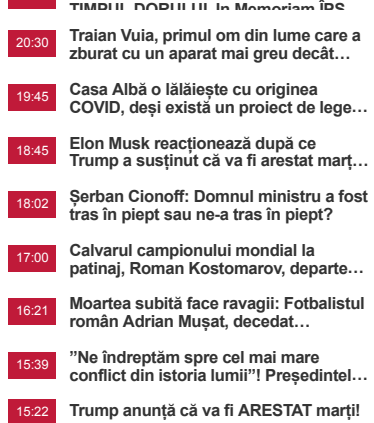 TIMPUL DORULUI. In Memoriam ÎPS
20:30
Traian Vuia, primul om din lume care a
zburat cu un aparat mai greu decât…
19:45
Casa Albă o lălăiește cu originea
COVID, deși există un proiect de lege…
18:45
Elon Musk reacționează după ce
Trump a susținut că va fi arestat marț…
18:02
Șerban Cionoff: Domnul ministru a fost
tras în piept sau ne-a tras în piept?
17:00
Calvarul campionului mondial la
patinaj, Roman Kostomarov, departe…
16:21
Moartea subită face ravagii: Fotbalistul
român Adrian Mușat, decedat…
15:39
”Ne îndreptăm spre cel mai mare
conflict din istoria lumii”! Președintel…
15:22
Trump anunță că va fi ARESTAT marți!